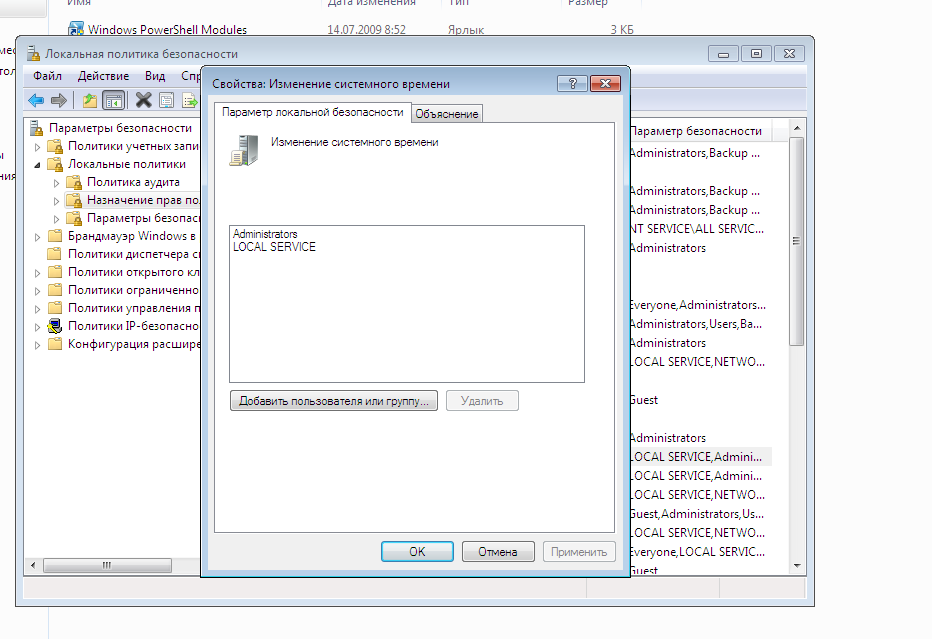 Имя Дата изменения Тип Размер
Windows PowerShell Modules 14.07.2009 8:52 Ярлык 3 КБ
Локальная политика безопасности
Файл Действие Вид Спр
Свойства: Изменение системного времени
Параметр локальной безопасности Объяснение
Изменение системного времени
Administrators
LOCAL SERVICE
Добавить пользователя или группу... Удалить
OK Отмена Применить
Параметры безопасности
Политики учетных запи
Локальные политики
Политика аудита
Назначение прав по
Параметры безопас
Брандмауэр Windows в
Политики диспетчера с
Политики открытого кл
Политики ограниченно
Политики управления п
Политики IP-безопасно
Конфигурация расшире
Параметр безопасности
Administrators,Backup ...
Administrators,Backup ...
Administrators,Backup ...
NT SERVICE\ALL SERVIC...
Administrators
Everyone,Administrators...
Administrators,Users,Ba...
Administrators
LOCAL SERVICE,NETWO...
Guest
Administrators
LOCAL SERVICE,Admini...
LOCAL SERVICE,Admini...
LOCAL SERVICE,NETWO...
Guest,Administrators,Us...
LOCAL SERVICE,NETWO...
Everyone,LOCAL SERVIC...
Guest